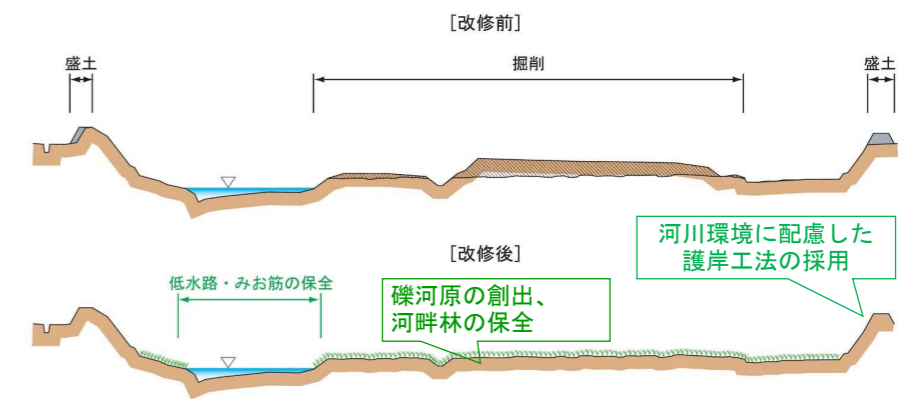 [改修前]
盛土
掘削
盛土
[改修後]
河川環境に配慮した
護岸工法の採用
低水路・みお筋の保全
礫河原の創出、
河畔林の保全